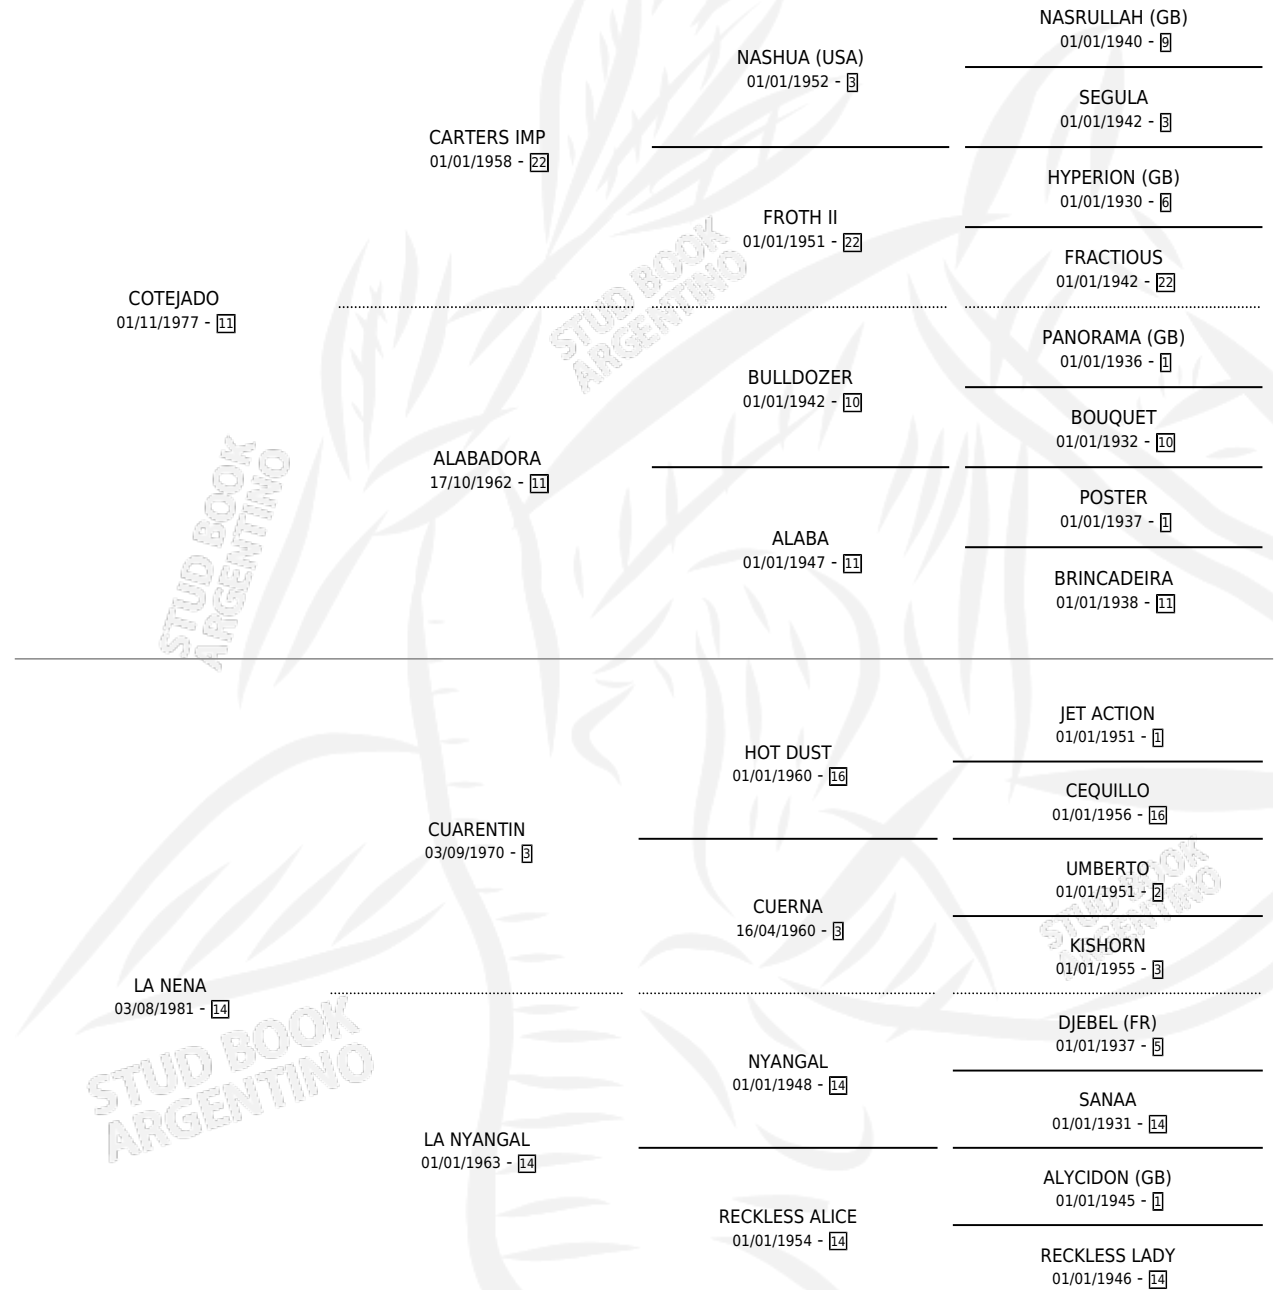 NASRULLAH (GB)
01/01/1940 - 9
NASHUA (USA)
01/01/1952 - 3
SEGULA
01/01/1942 - 3
CARTERS IMP
01/01/1958 - 22
HYPERION (GB)
01/01/1930 - 6
FROTH II
01/01/1951 - 22
FRACTIOUS
01/01/1942 - 22
COTEJADO
01/11/1977 - 11
PANORAMA (GB)
01/01/1936 - 1
BULLDOZER
01/01/1942 - 10
BOUQUET
01/01/1932 - 10
ALABADORA
17/10/1962 - 11
POSTER
01/01/1937 - 1
ALABA
01/01/1947 - 11
BRINCADEIRA
01/01/1938 - 11
JET ACTION
01/01/1951 - 1
HOT DUST
01/01/1960 - 16
CEQUILLO
01/01/1956 - 16
CUARENTIN
03/09/1970 - 3
UMBERTO
01/01/1951 - 2
CUERNA
16/04/1960 - 3
KISHORN
01/01/1955 - 3
LA NENA
03/08/1981 - 14
DJEBEL (FR)
01/01/1937 - 5
NYANGAL
01/01/1948 - 14
SANAA
01/01/1931 - 14
LA NYANGAL
01/01/1963 - 14
ALYCIDON (GB)
01/01/1945 - 1
RECKLESS ALICE
01/01/1954 - 14
RECKLESS LADY
01/01/1946 - 14
STUD BOOK
ARGENTINO
STUD BOOK
ARGENTINO
STUD BOOK
ARGENTINO
STUD BOOK
ARGENTINO